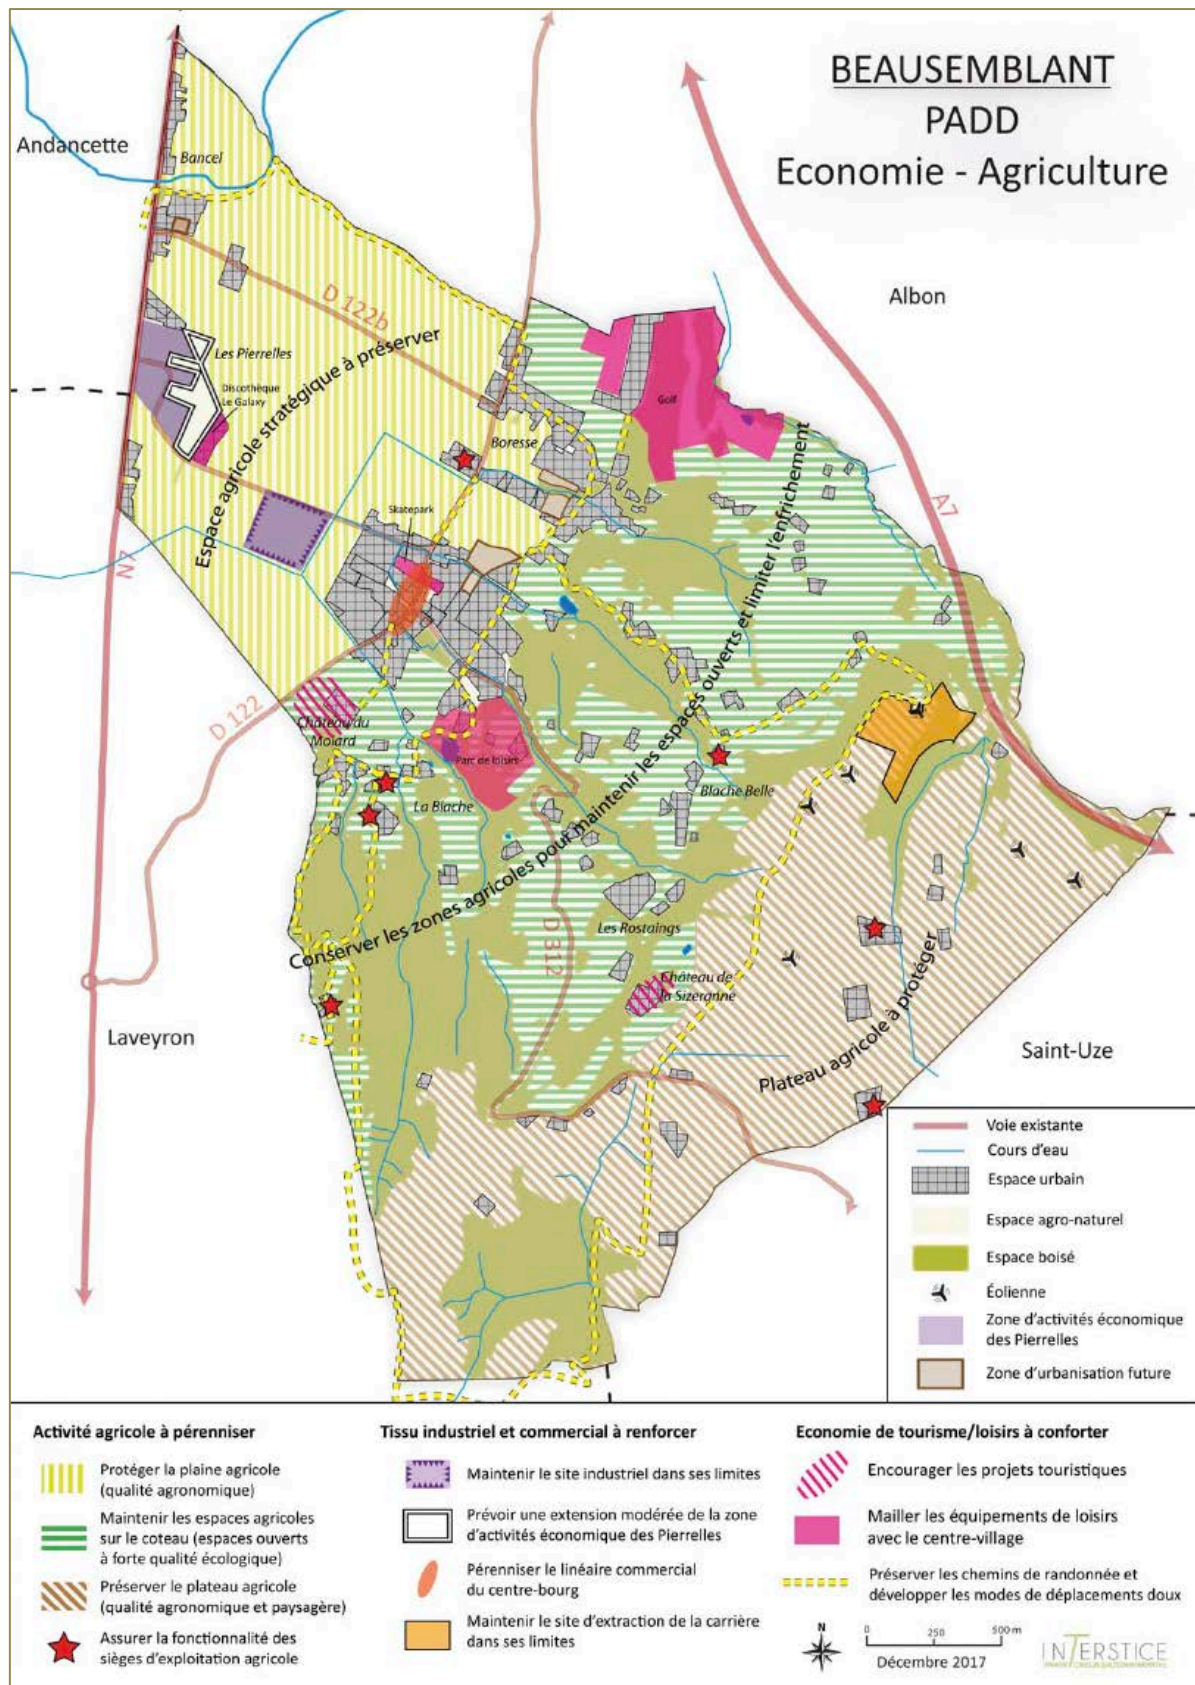 BEAUSEMBLANT
PADD
Economie - Agriculture
Andancette
Bancel
Albon
D 122b
Les Pierrelles
Discothèque
Le Galaxy
Espace agricole stratégique à préserver
Golf
Boresse
Skatepark
A7
N7
D 122
Château du
Molard
Parc de loisirs
La Blache
Blache Belle
Conserver les zones agricoles pour maintenir les espaces ouverts et limiter l'enfrichement
Les Rostaings
D 312
Château de
la Sizeranne
Plateau agricole à protéger
Laveyron
Saint-Uze
Voie existante
Cours d'eau
Espace urbain
Espace agro-naturel
Espace boisé
Éolienne
Zone d'activités économique
des Pierrelles
Zone d'urbanisation future
Activité agricole à pérenniser
Protéger la plaine agricole
(qualité agronomique)
Maintenir les espaces agricoles
sur le coteau (espaces ouverts
à forte qualité écologique)
Préserver le plateau agricole
(qualité agronomique et paysagère)
Assurer la fonctionnalité des
sièges d'exploitation agricole
Tissu industriel et commercial à renforcer
Maintenir le site industriel dans ses limites
Prévoir une extension modérée de la zone
d'activités économique des Pierrelles
Pérenniser le linéaire commercial
du centre-bourg
Maintenir le site d'extraction de la carrière
dans ses limites
Economie de tourisme/loisirs à conforter
Encourager les projets touristiques
Mailler les équipements de loisirs
avec le centre-village
Préserver les chemins de randonnée et
développer les modes de déplacements doux
N
0 250 500 m
Décembre 2017
INTERSTICE